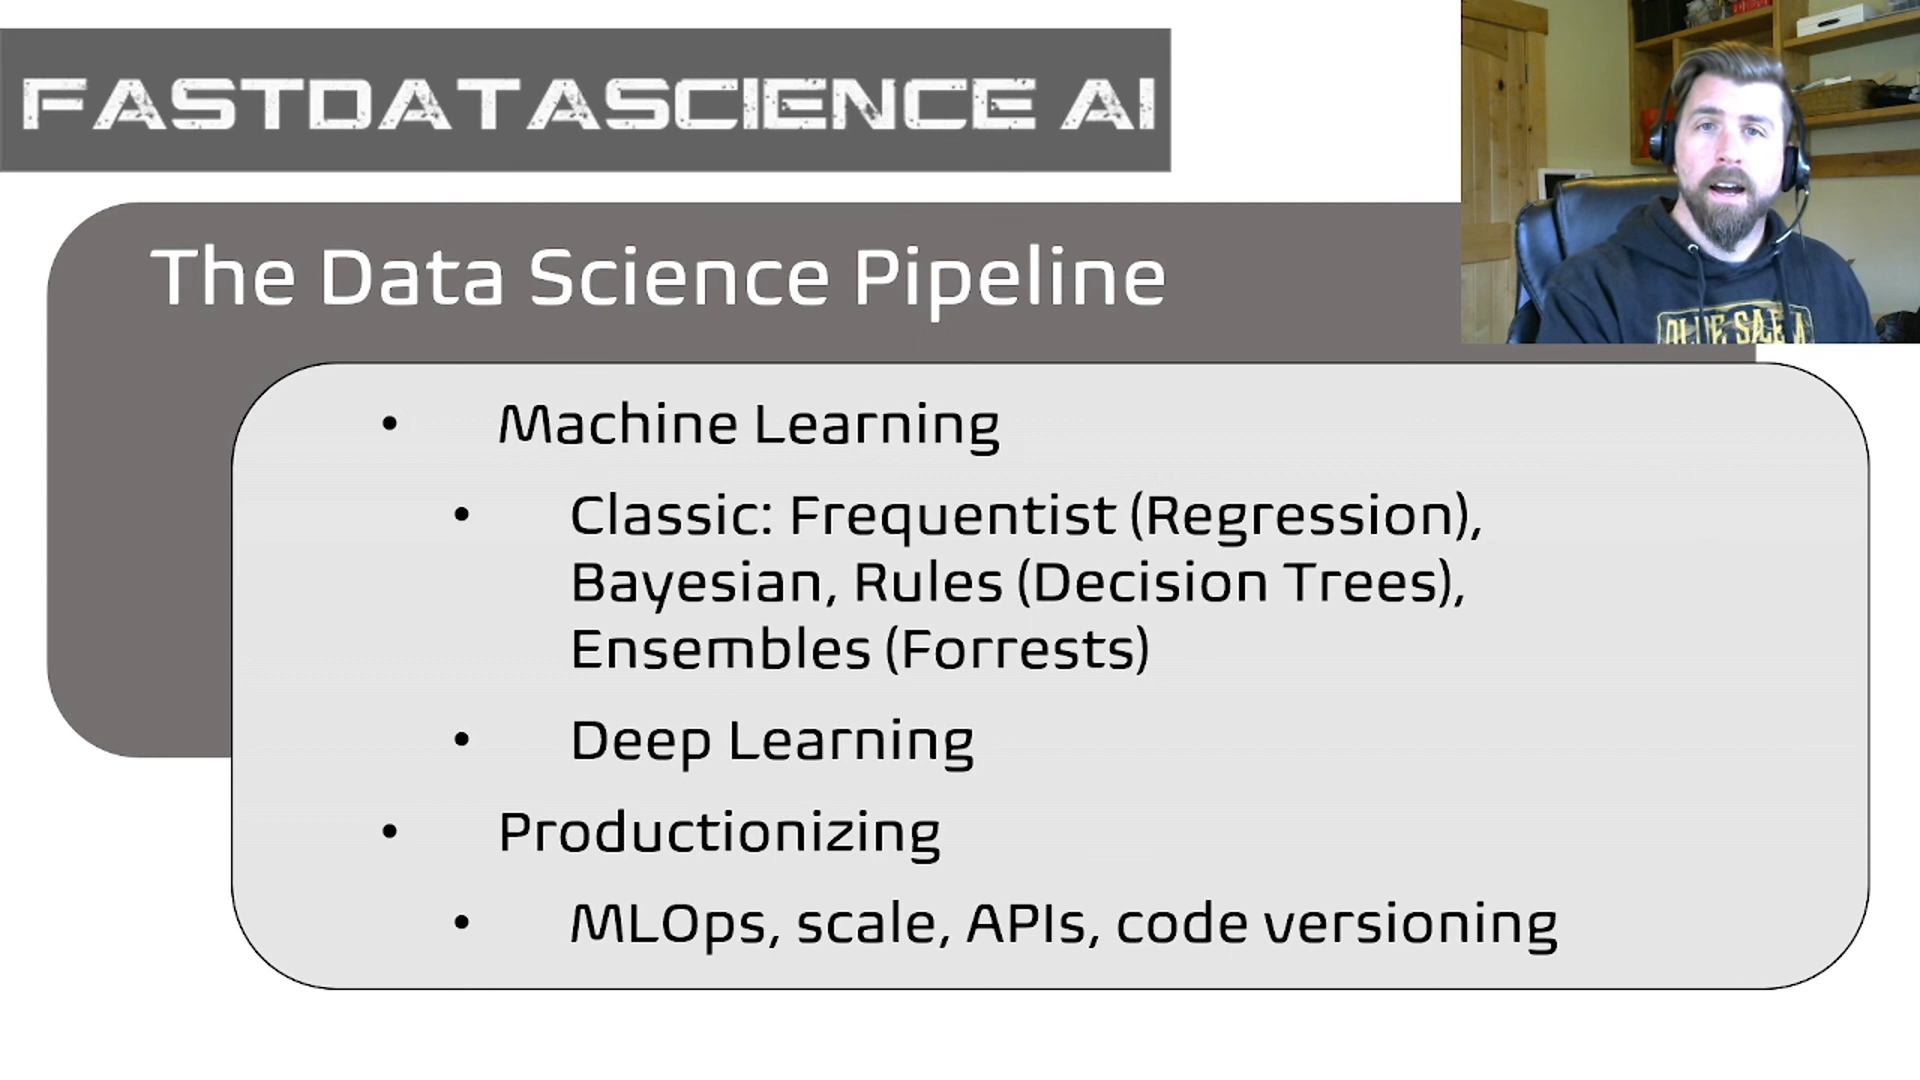 FASTDATASCIENCE AI
The Data Science Pipeline
• Machine Learning
• Classic: Frequentist (Regression),
Bayesian, Rules (Decision Trees),
Ensembles (Forrests)
• Deep Learning
• Productionizing
• MLOps, scale, APIs, code versioning